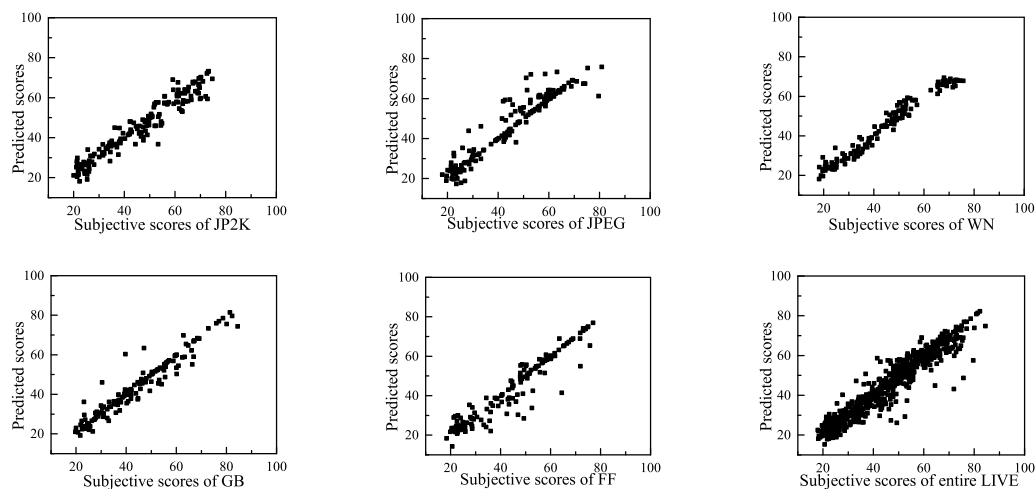 100
80
60
40
20
Predicted scores
20 40 60 80 100
Subjective scores of JP2K
100
80
60
40
20
Predicted scores
20 40 60 80 100
Subjective scores of JPEG
100
80
60
40
20
Predicted scores
20 40 60 80 100
Subjective scores of WN
100
80
60
40
20
Predicted scores
20 40 60 80 100
Subjective scores of GB
100
80
60
40
20
Predicted scores
20 40 60 80 100
Subjective scores of FF
100
80
60
40
20
Predicted scores
20 40 60 80 100
Subjective scores of entire LIVE